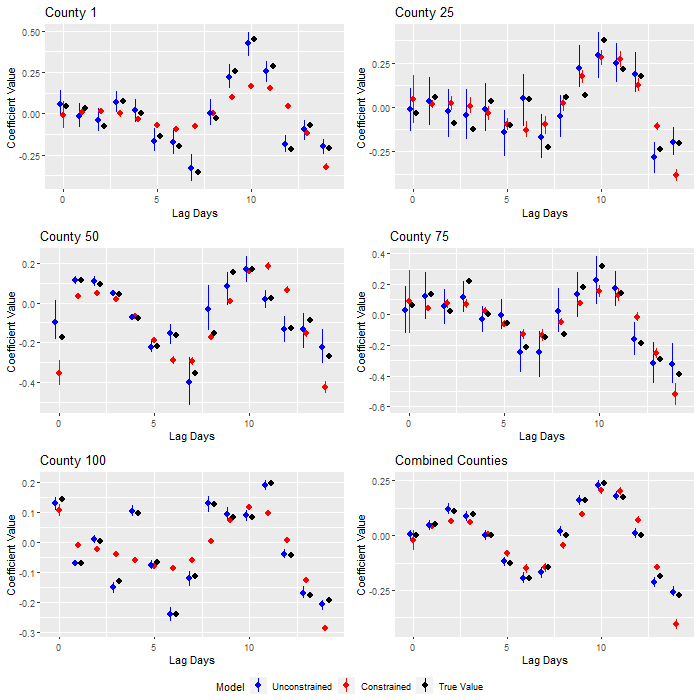 County 1
County 25
Coefficient Value
0.50
0.25
0.00
-0.25
0
5
10
Lag Days
Coefficient Value
0.25
0.00
-0.25
0
5
10
Lag Days
County 50
County 75
Coefficient Value
0.2
0.0
-0.2
-0.4
0
5
10
Lag Days
Coefficient Value
0.4
0.2
0.0
-0.2
-0.4
-0.6
0
5
10
Lag Days
County 100
Combined Counties
Coefficient Value
0.2
0.1
0.0
-0.1
-0.2
-0.3
0
5
10
Lag Days
Coefficient Value
0.25
0.00
-0.25
0
5
10
Lag Days
Model Unconstrained Constrained True Value